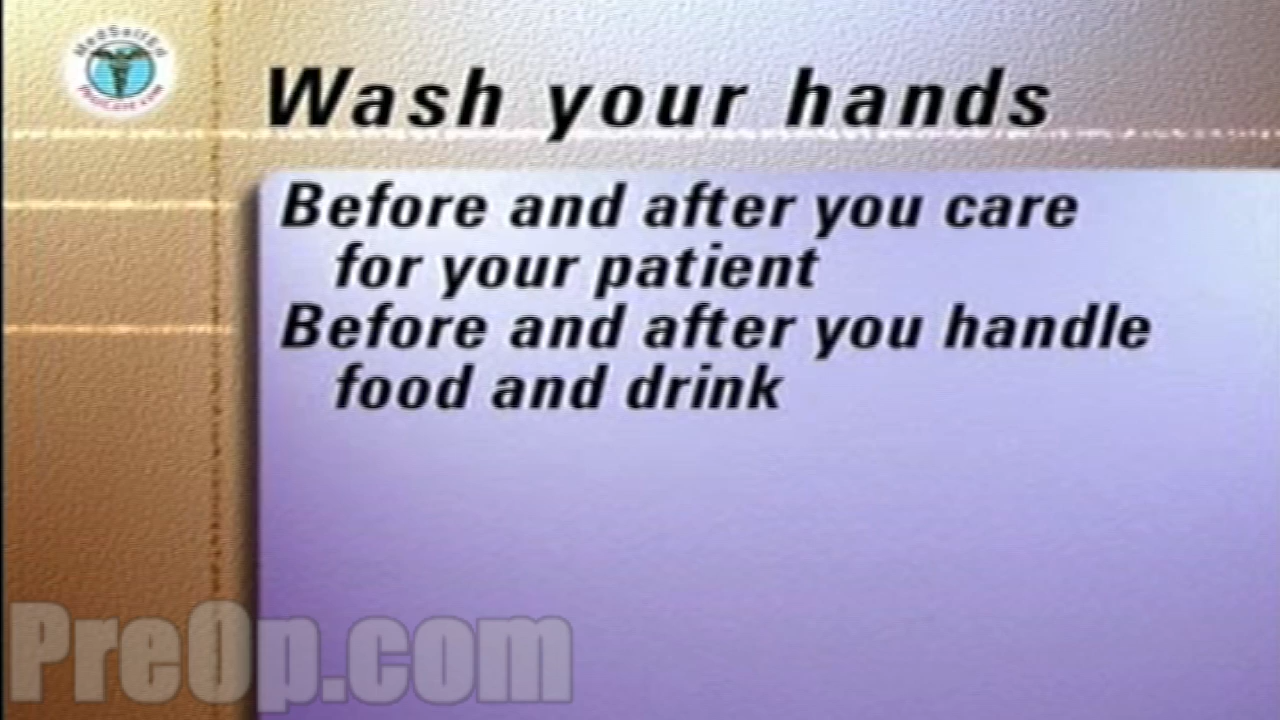 MedSelfEd
Wash your hands
Before and after you care
for your patient
Before and after you handle
food and drink
PreOp.com